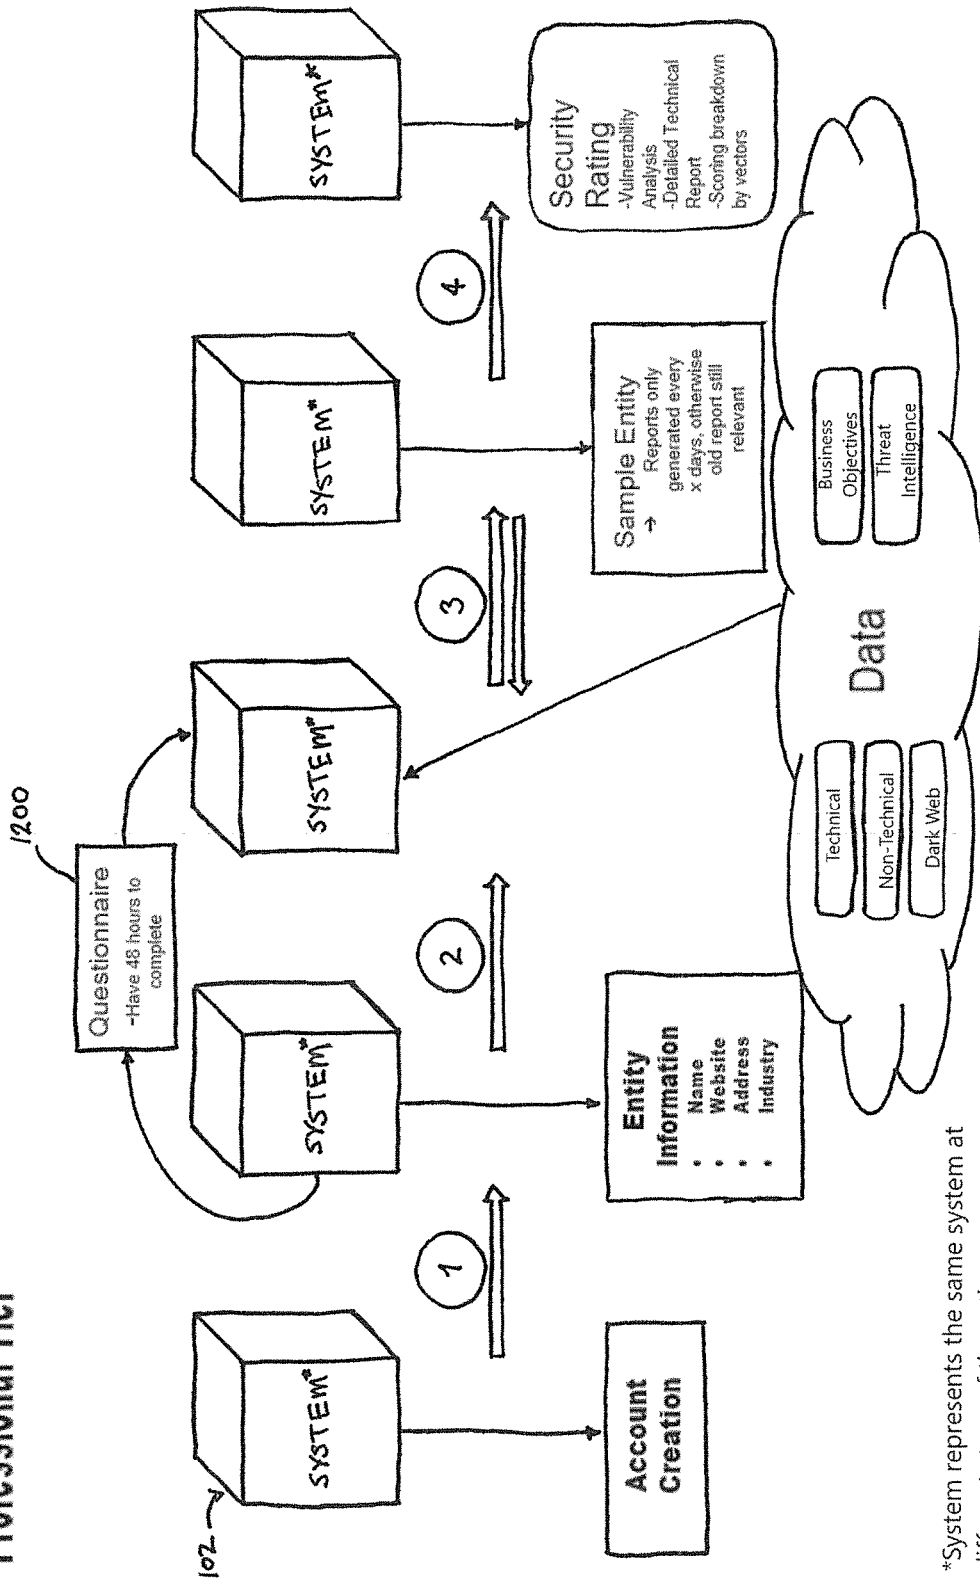 Professional Tier
1200
Questionnaire
-Have 48 hours to
complete
102
SYSTEM*
SYSTEM*
SYSTEM*
SYSTEM*
SYSTEM*
1
2
3
4
Account
Creation
Entity
Information
• Name
• Website
• Address
• Industry
Sample Entity
→ Reports only
generated every
x days, otherwise
old report still
relevant
Security
Rating
-Vulnerability
Analysis
-Detailed Technical
Report
-Scoring breakdown
by vectors
Technical
Non-Technical
Dark Web
Data
Business
Objectives
Threat
Intelligence
*System represents the same system at